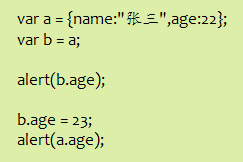 var a = {name:"张三",age:22};
var b = a;
alert(b.age);
b.age = 23;
alert(a.age);